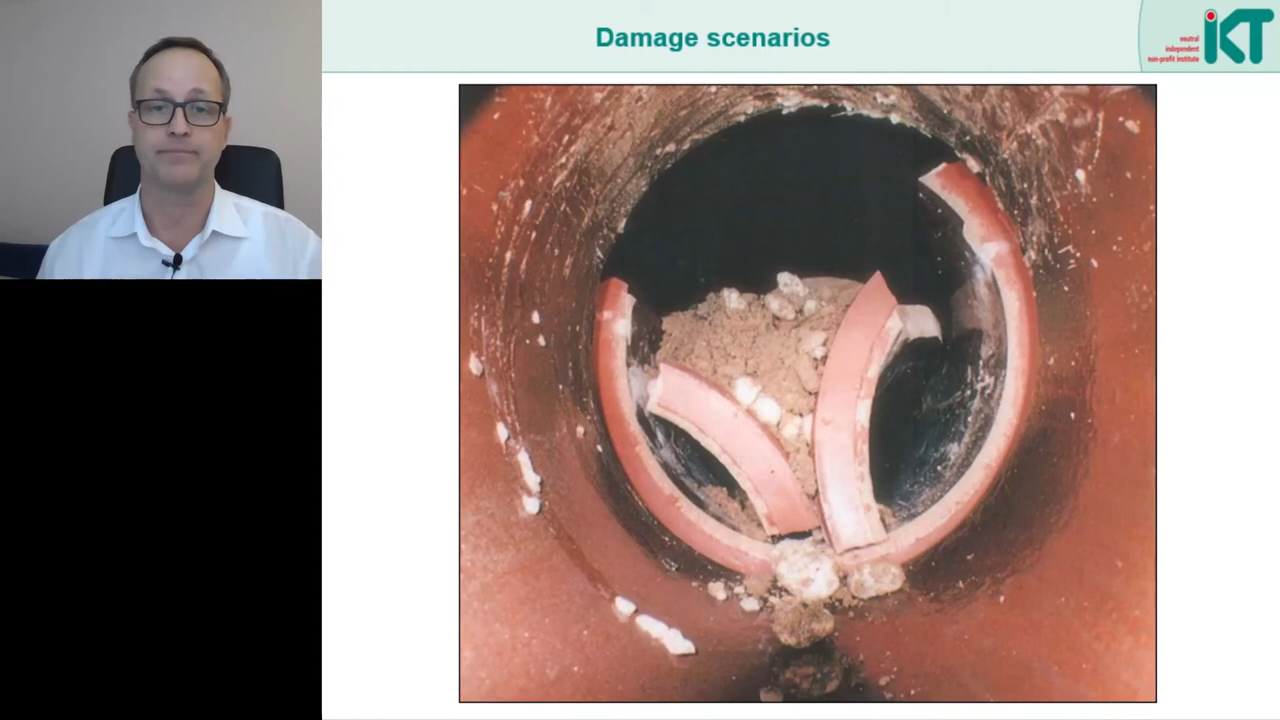 Damage scenarios
neutral
independent
non-profit institute
iKT